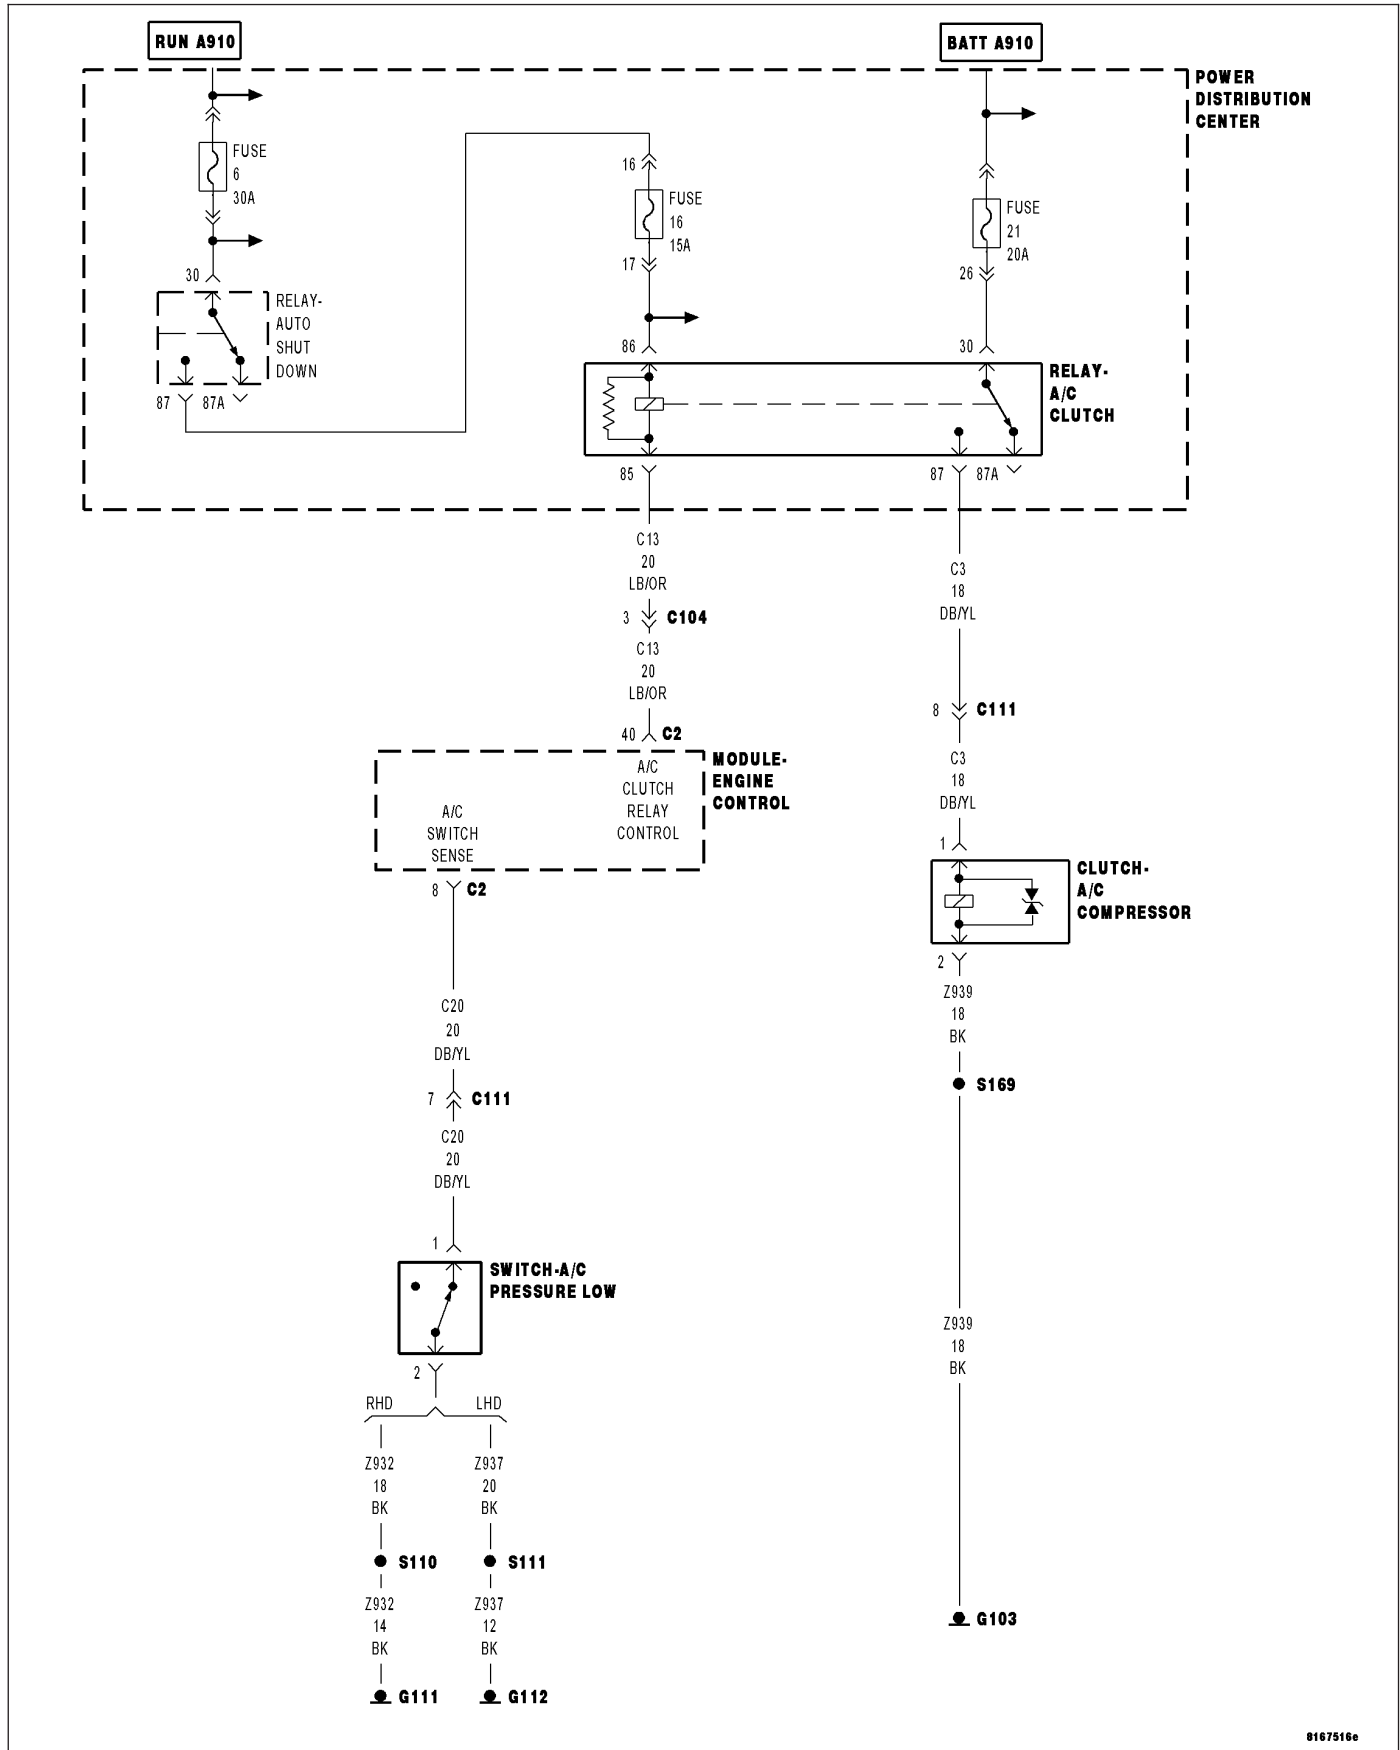 RUN A910
BATT A910
POWER
DISTRIBUTION
CENTER
FUSE
6
30A
16
FUSE
16
15A
17
FUSE
21
20A
26
30
RELAY-
AUTO
SHUT
DOWN
87
87A
86
30
RELAY-
A/C
CLUTCH
85
87
87A
C13
20
LB/OR
3
C104
C13
20
LB/OR
40
C2
C3
18
DB/YL
8
C111
C3
18
DB/YL
1
MODULE-
ENGINE
CONTROL
A/C
CLUTCH
RELAY
CONTROL
A/C
SWITCH
SENSE
8
C2
CLUTCH-
A/C
COMPRESSOR
2
Z939
18
BK
S169
C20
20
DB/YL
7
C111
C20
20
DB/YL
1
SWITCH-A/C
PRESSURE LOW
2
Z939
18
BK
RHD
LHD
Z932
18
BK
Z937
20
BK
S110
S111
Z932
14
BK
Z937
12
BK
G111
G112
G103
8167516e